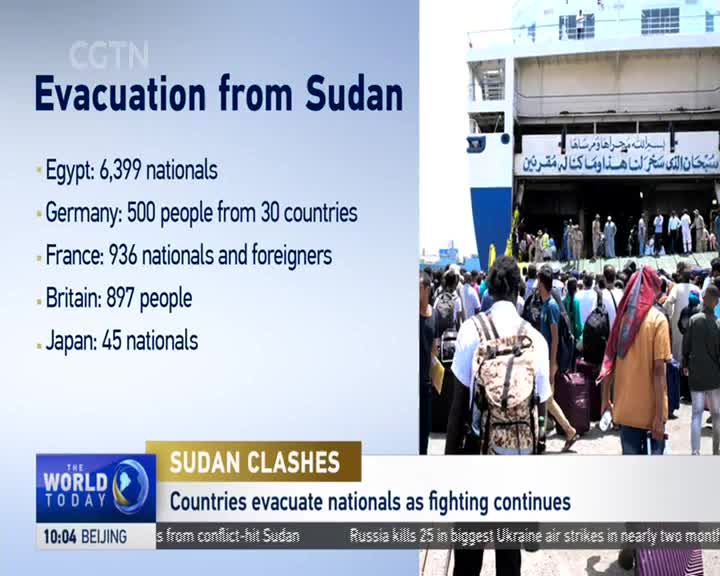 CGTN
Evacuation from Sudan
Egypt: 6,399 nationals
Germany: 500 people from 30 countries
France: 936 nationals and foreigners
Britain: 897 people
Japan: 45 nationals
بسم الله مجراها ومرساها
سبحان الذي سخر لنا هذا وما كنا له مقرنين
THE
WORLD
TODAY
SUDAN CLASHES
Countries evacuate nationals as fighting continues
10:04 BEIJING
s from conflict-hit Sudan
Russia kills 25 in biggest Ukraine air strikes in nearly two month